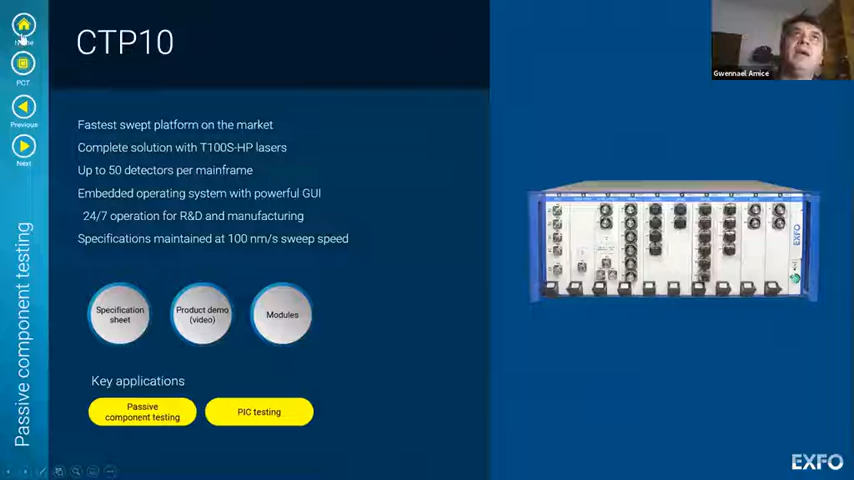 CTP10
Gwennael Amice
PCT
Previous
Next
Fastest swept platform on the market
Complete solution with T100S-HP lasers
Up to 50 detectors per mainframe
Embedded operating system with powerful GUI
24/7 operation for R&D and manufacturing
Specifications maintained at 100 nm/s sweep speed
Passive component testing
Specification
sheet
Product demo
(video)
Modules
Key applications
Passive
component testing
PIC testing
EXFO
EXFO